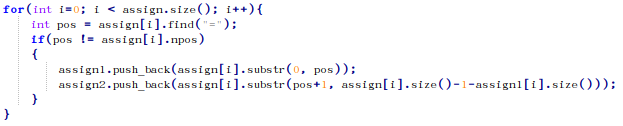 for(int i=0; i < assign.size(); i++){
int pos = assign[i].find("=");
if(pos != assign[i].npos)
{
assign1.push_back(assign[i].substr(0, pos));
assign2.push_back(assign[i].substr(pos+1, assign[i].size()-1-assign1[i].size()));
}
}